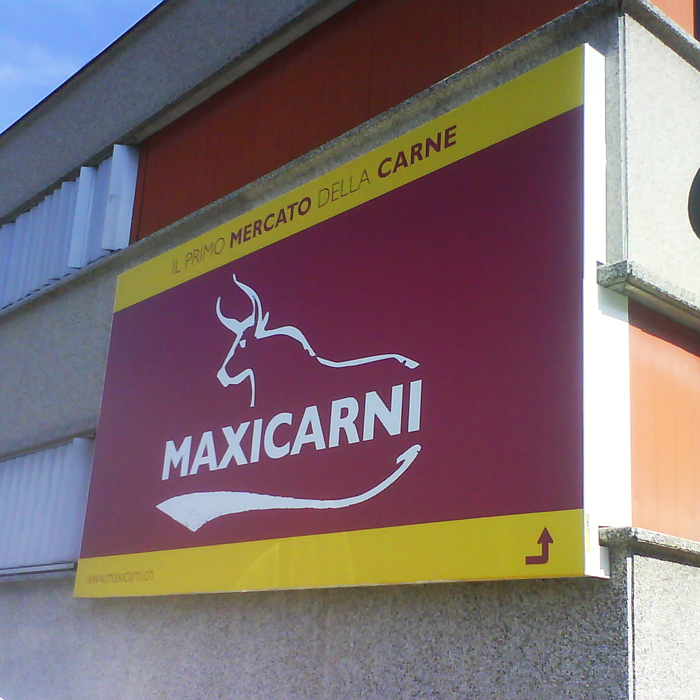 IL PRIMO MERCATO DELLA CARNE
MAXICARNI
www.maxicarni.ch